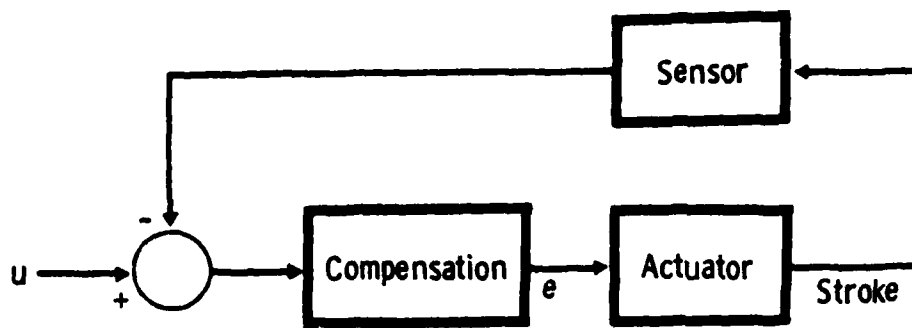 Sensor
-
u
+
Compensation
e
Actuator
Stroke